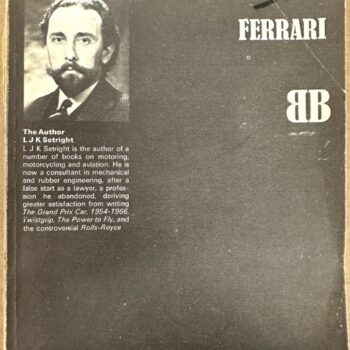 FERRARI
BB
The Author
L J K Setright
L J K Setright is the author of a
number of books on motoring,
motorcycling and aviation. He is
now a consultant in mechanical
and rubber engineering, after a
false start as a lawyer, a profes-
sion he abandoned, deriving
greater satisfaction from writing
The Grand Prix Car, 1954-1966,
Twistgrip, The Power to Fly, and
the controversial Rolls-Royce